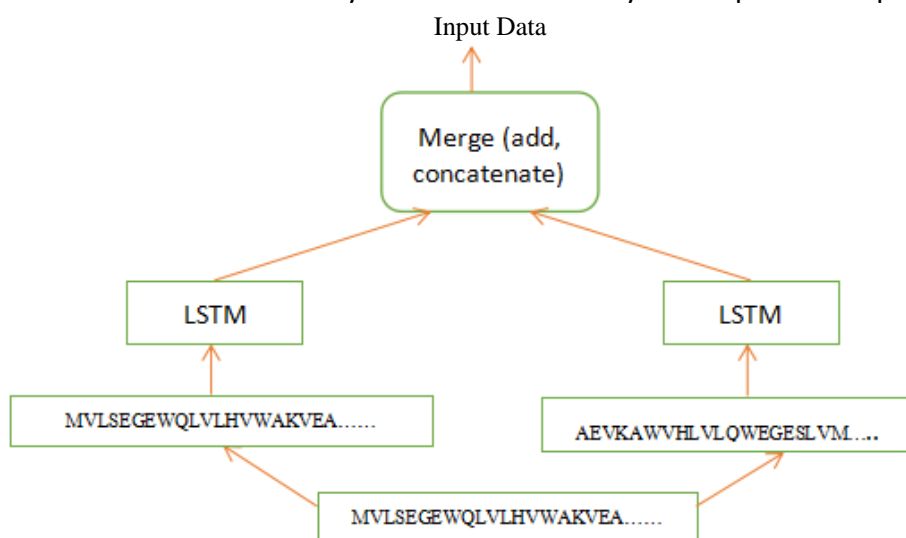 Input Data
Merge (add,
concatenate)
LSTM
LSTM
MVLSEGEWQLVLHVWAKVEA......
AEVKAWVHLVLQWEGESLVM.....
MVLSEGEWQLVLHVWAKVEA......